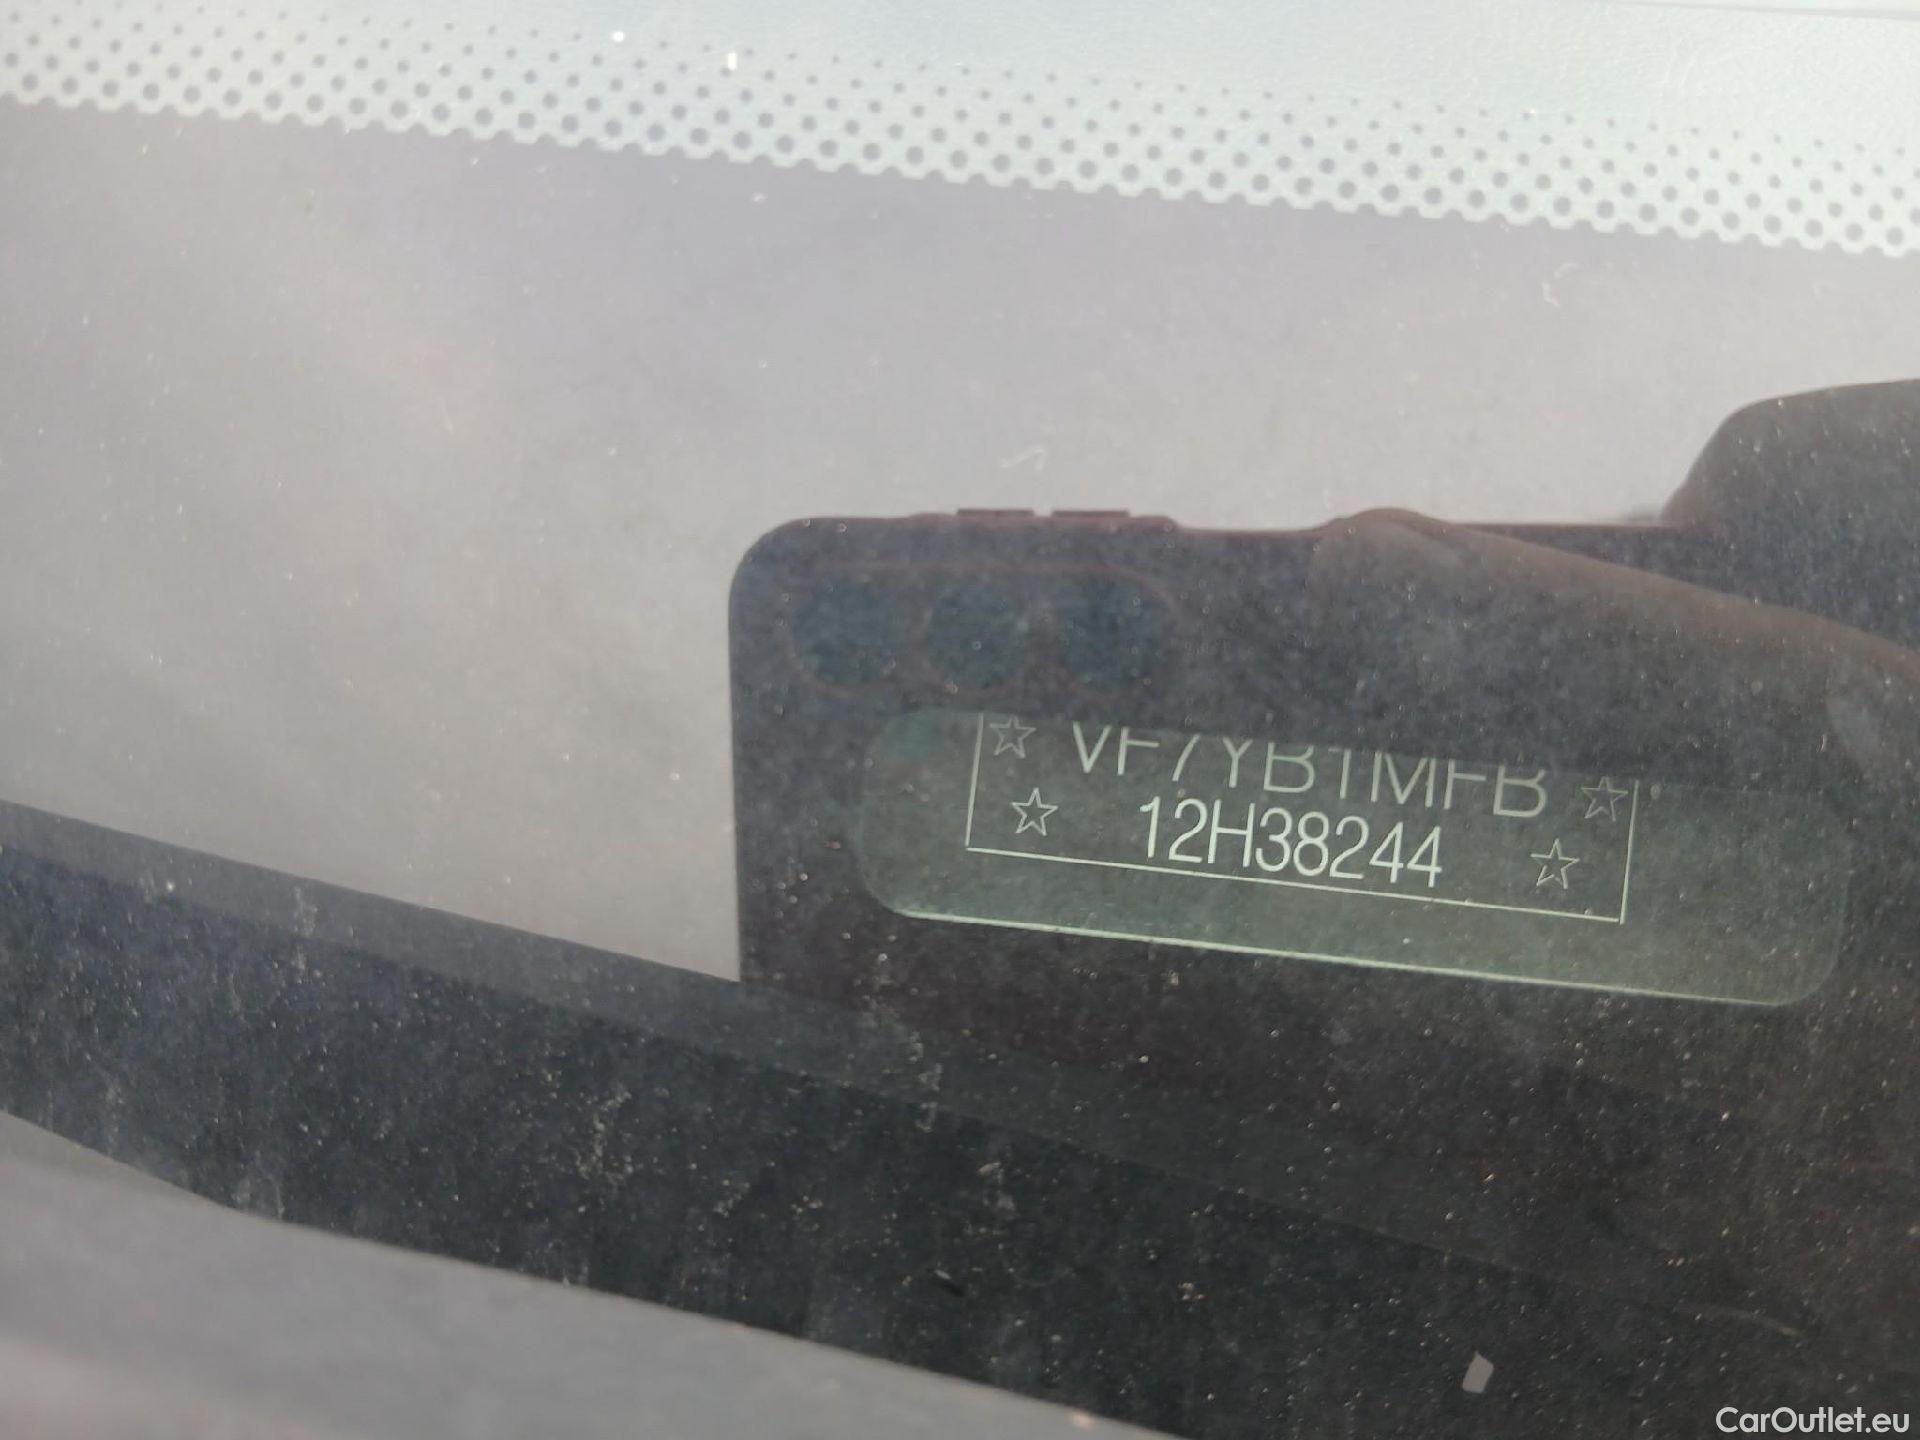 ☆ VF7YB1MFB ☆
☆ 12H38244 ☆
CarOutlet.eu